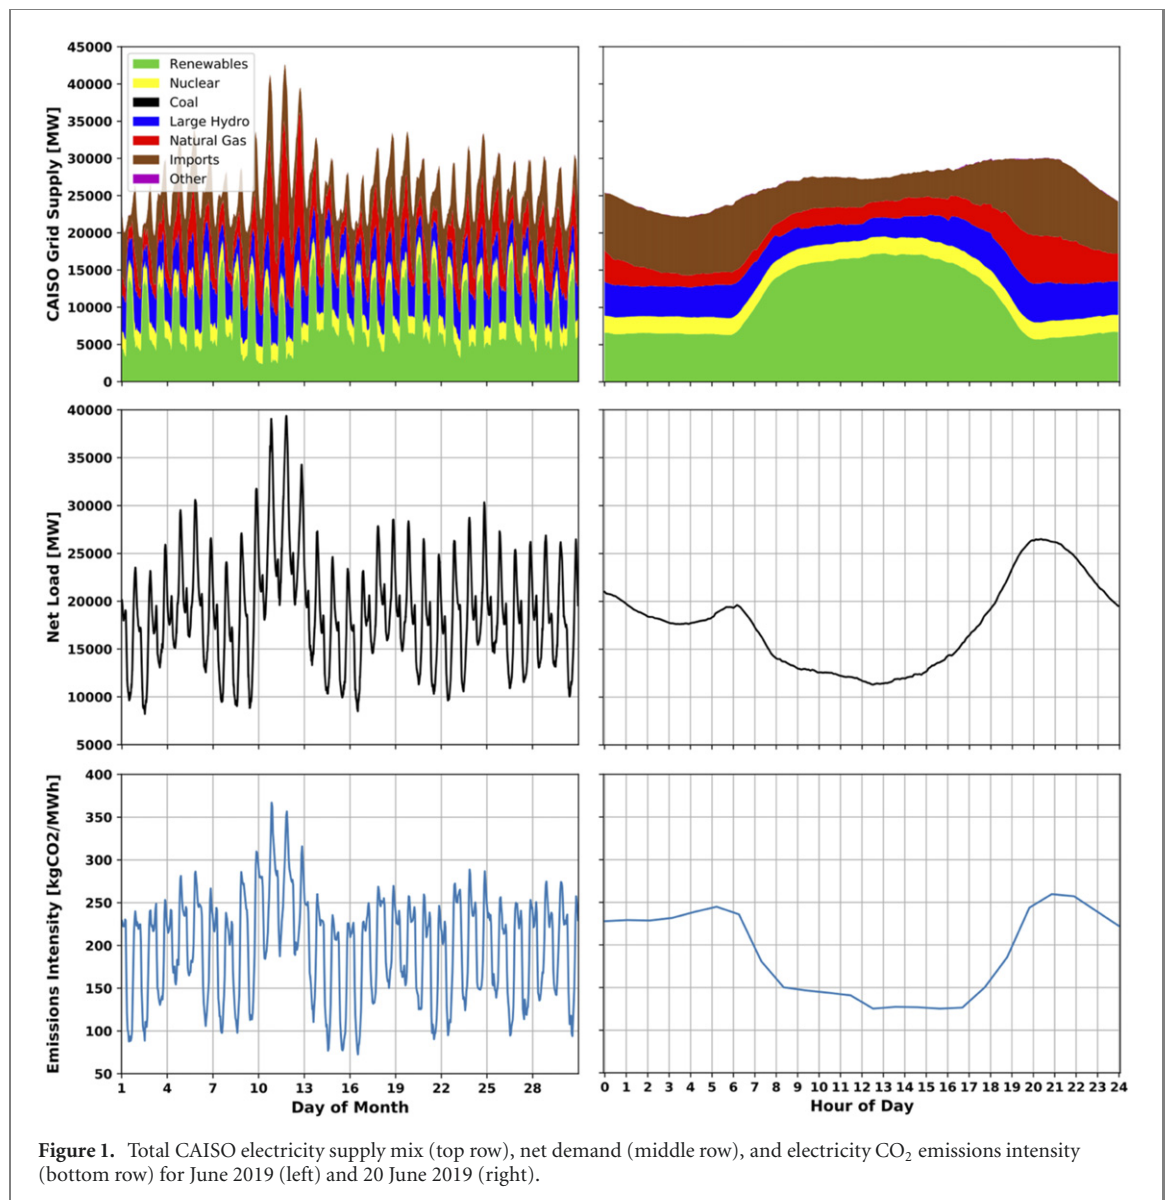 45000
40000
35000
30000
25000
20000
15000
10000
5000
0
CAISO Grid Supply [MW]
Renewables
Nuclear
Coal
Large Hydro
Natural Gas
Imports
Other
40000
35000
30000
25000
20000
15000
10000
5000
Net Load [MW]
400
350
300
250
200
150
100
50
Emissions Intensity [kgCO2/MWh]
1 4 7 10 13 16 19 22 25 28
Day of Month
0 1 2 3 4 5 6 7 8 9 10 11 12 13 14 15 16 17 18 19 20 21 22 23 24
Hour of Day
Figure 1. Total CAISO electricity supply mix (top row), net demand (middle row), and electricity CO₂ emissions intensity
(bottom row) for June 2019 (left) and 20 June 2019 (right).